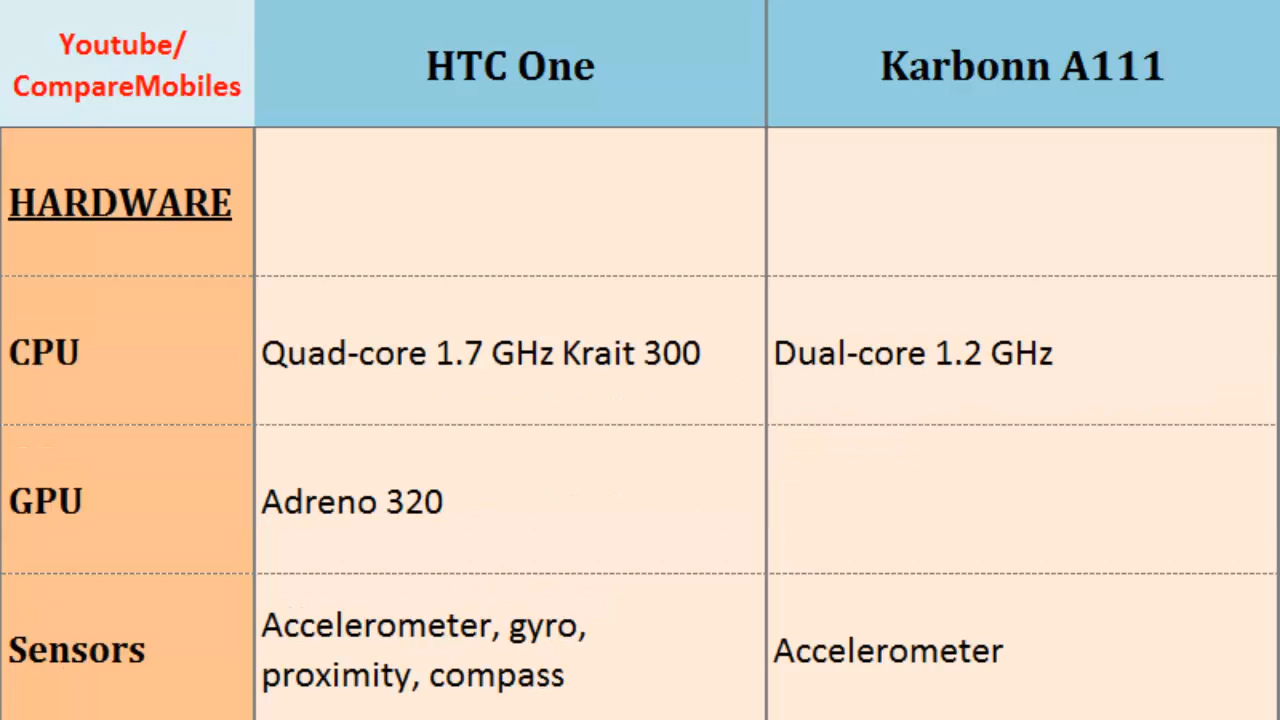 Youtube/
CompareMobiles
HTC One
Karbonn A111
HARDWARE
CPU
Quad-core 1.7 GHz Krait 300
Dual-core 1.2 GHz
GPU
Adreno 320
Sensors
Accelerometer, gyro,
proximity, compass
Accelerometer